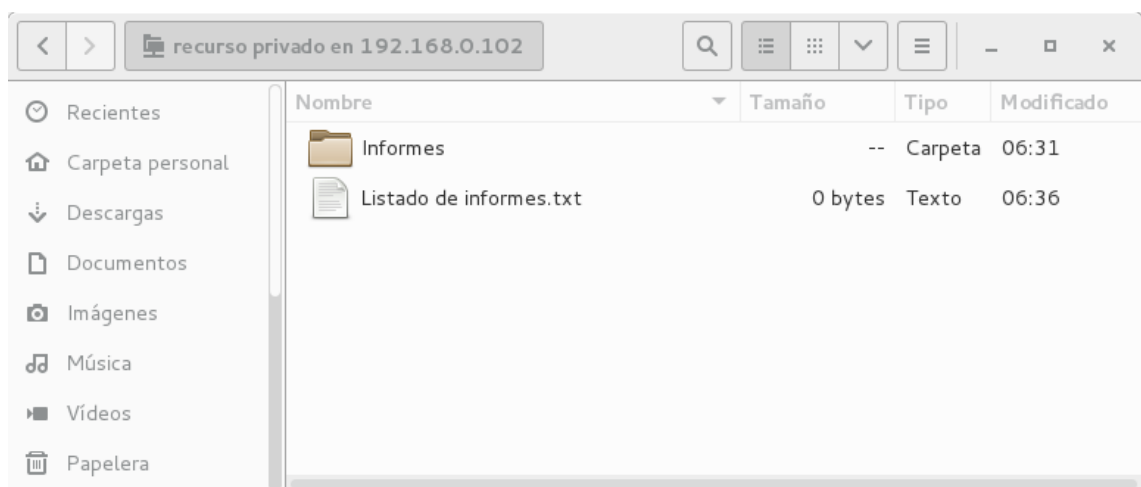 recurso privado en 192.168.0.102
Nombre Tamaño Tipo Modificado
Recientes
Carpeta personal
Descargas
Documentos
Imágenes
Música
Vídeos
Papelera
Informes -- Carpeta 06:31
Listado de informes.txt 0 bytes Texto 06:36